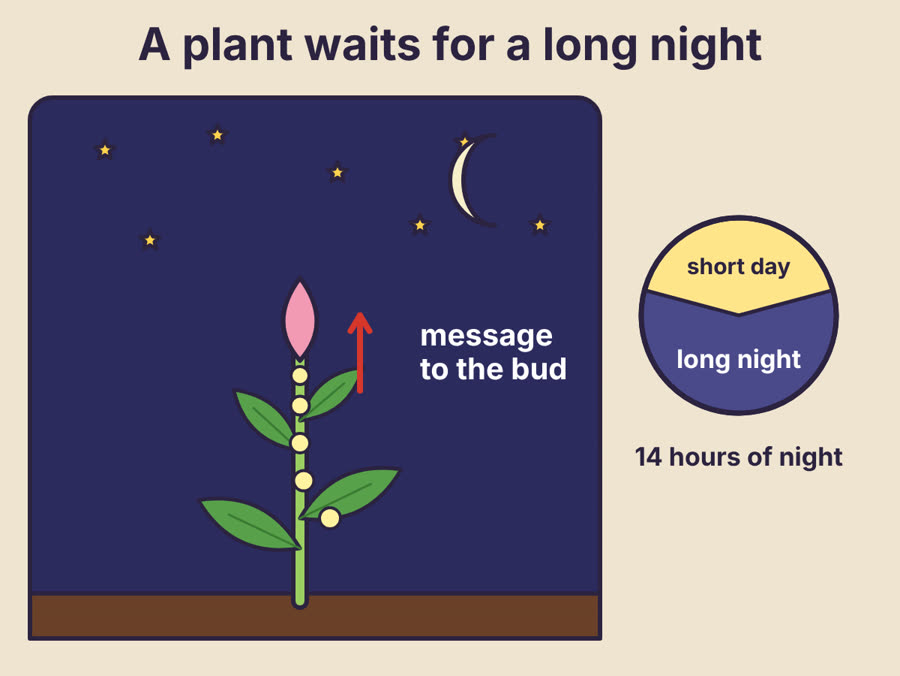 A plant waits for a long night
message
to the bud
short day
long night
14 hours of night